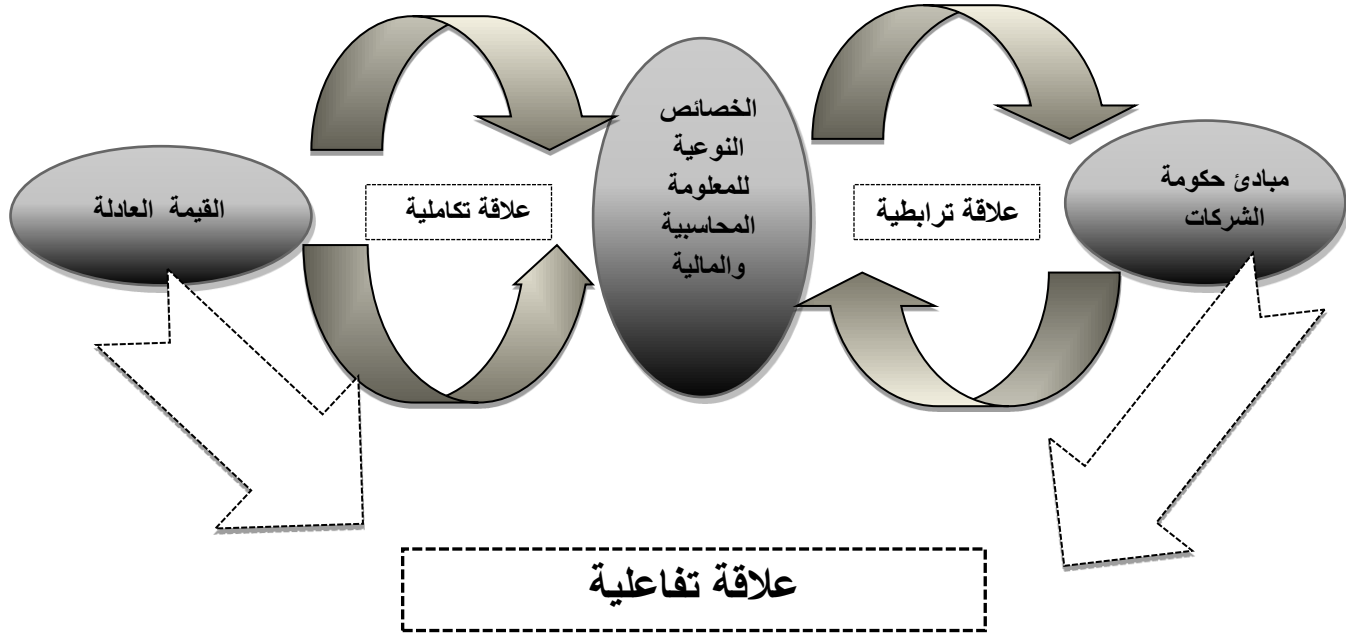 مبادئ حكومة
الشركات
علاقة ترابطية
الخصائص
النوعية
للمعلومة
المحاسبية
والمالية
علاقة تكاملية
القيمة العادلة
علاقة تفاعلية